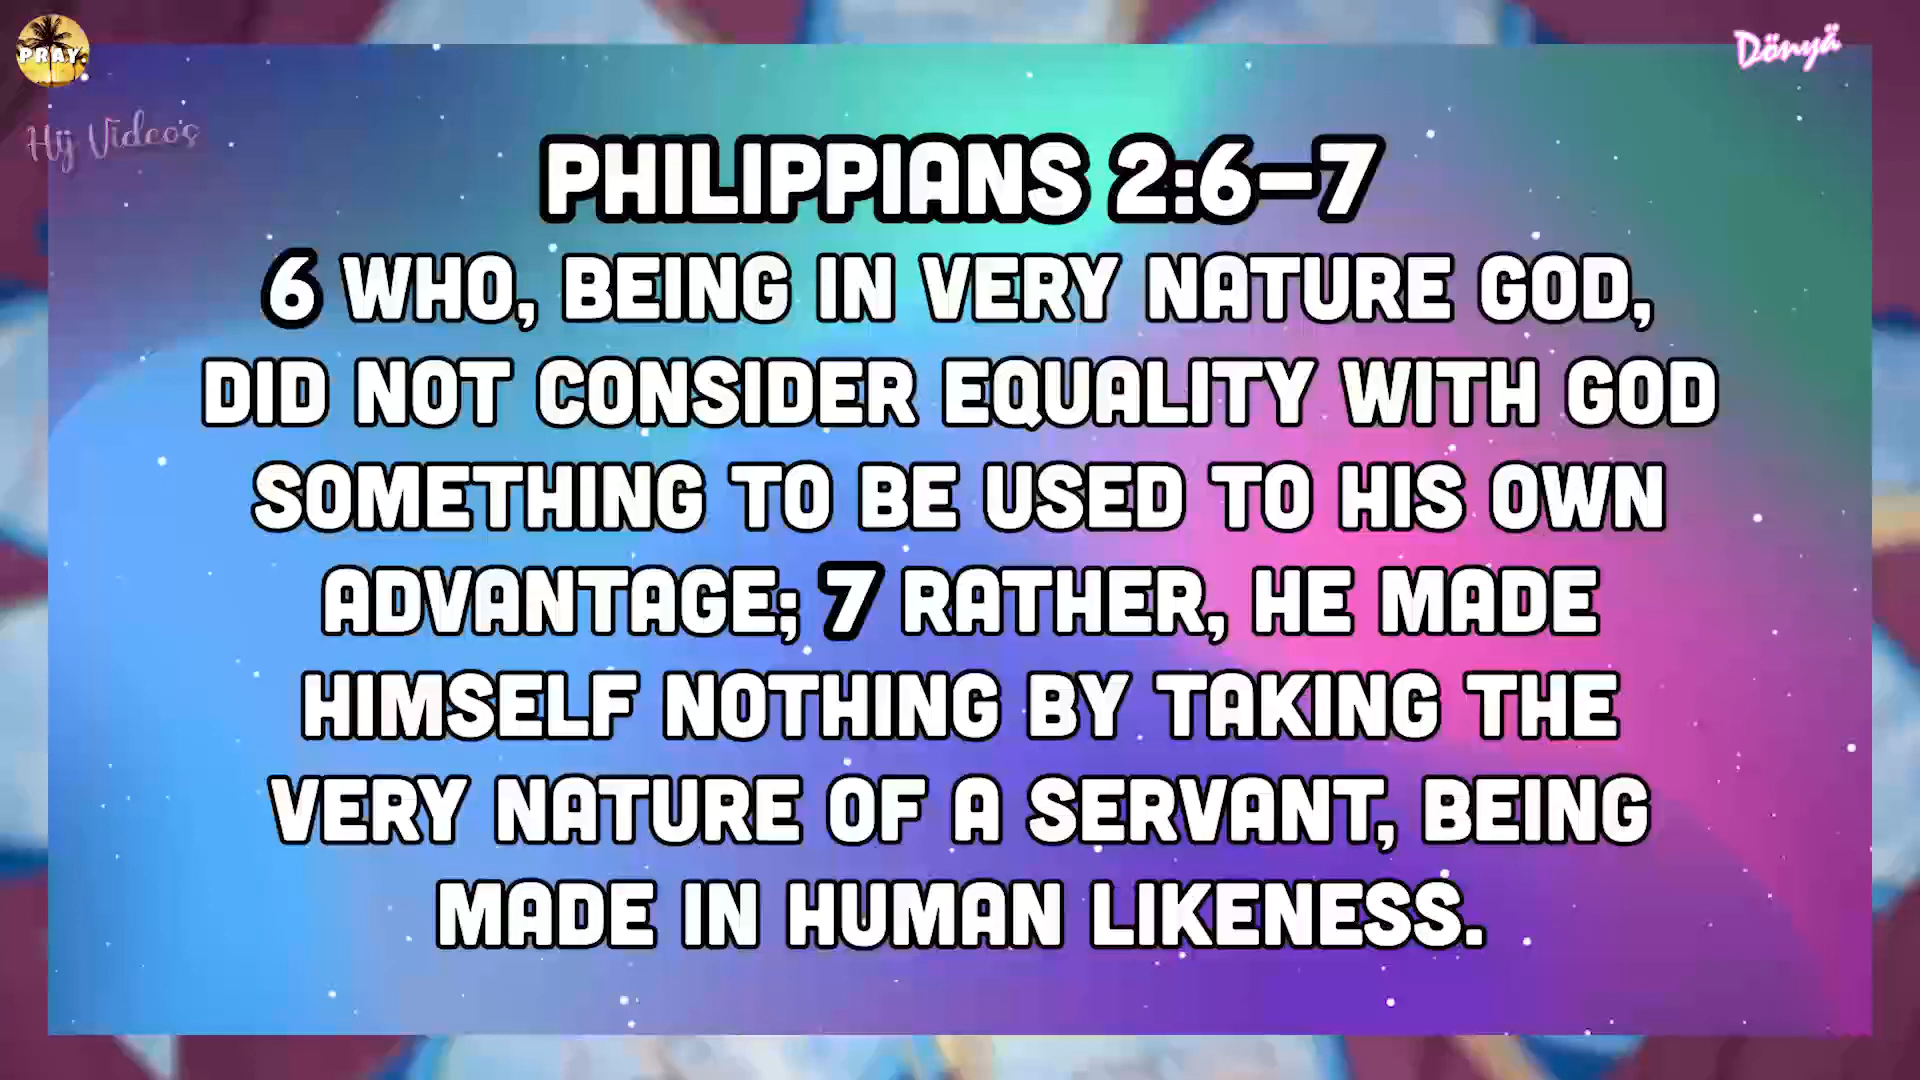 PRAY.
Dönyä
Hÿ Video's
PHILIPPIANS 2:6–7
6 WHO, BEING IN VERY NATURE GOD,
DID NOT CONSIDER EQUALITY WITH GOD
SOMETHING TO BE USED TO HIS OWN
ADVANTAGE; 7 RATHER, HE MADE
HIMSELF NOTHING BY TAKING THE
VERY NATURE OF A SERVANT, BEING
MADE IN HUMAN LIKENESS.